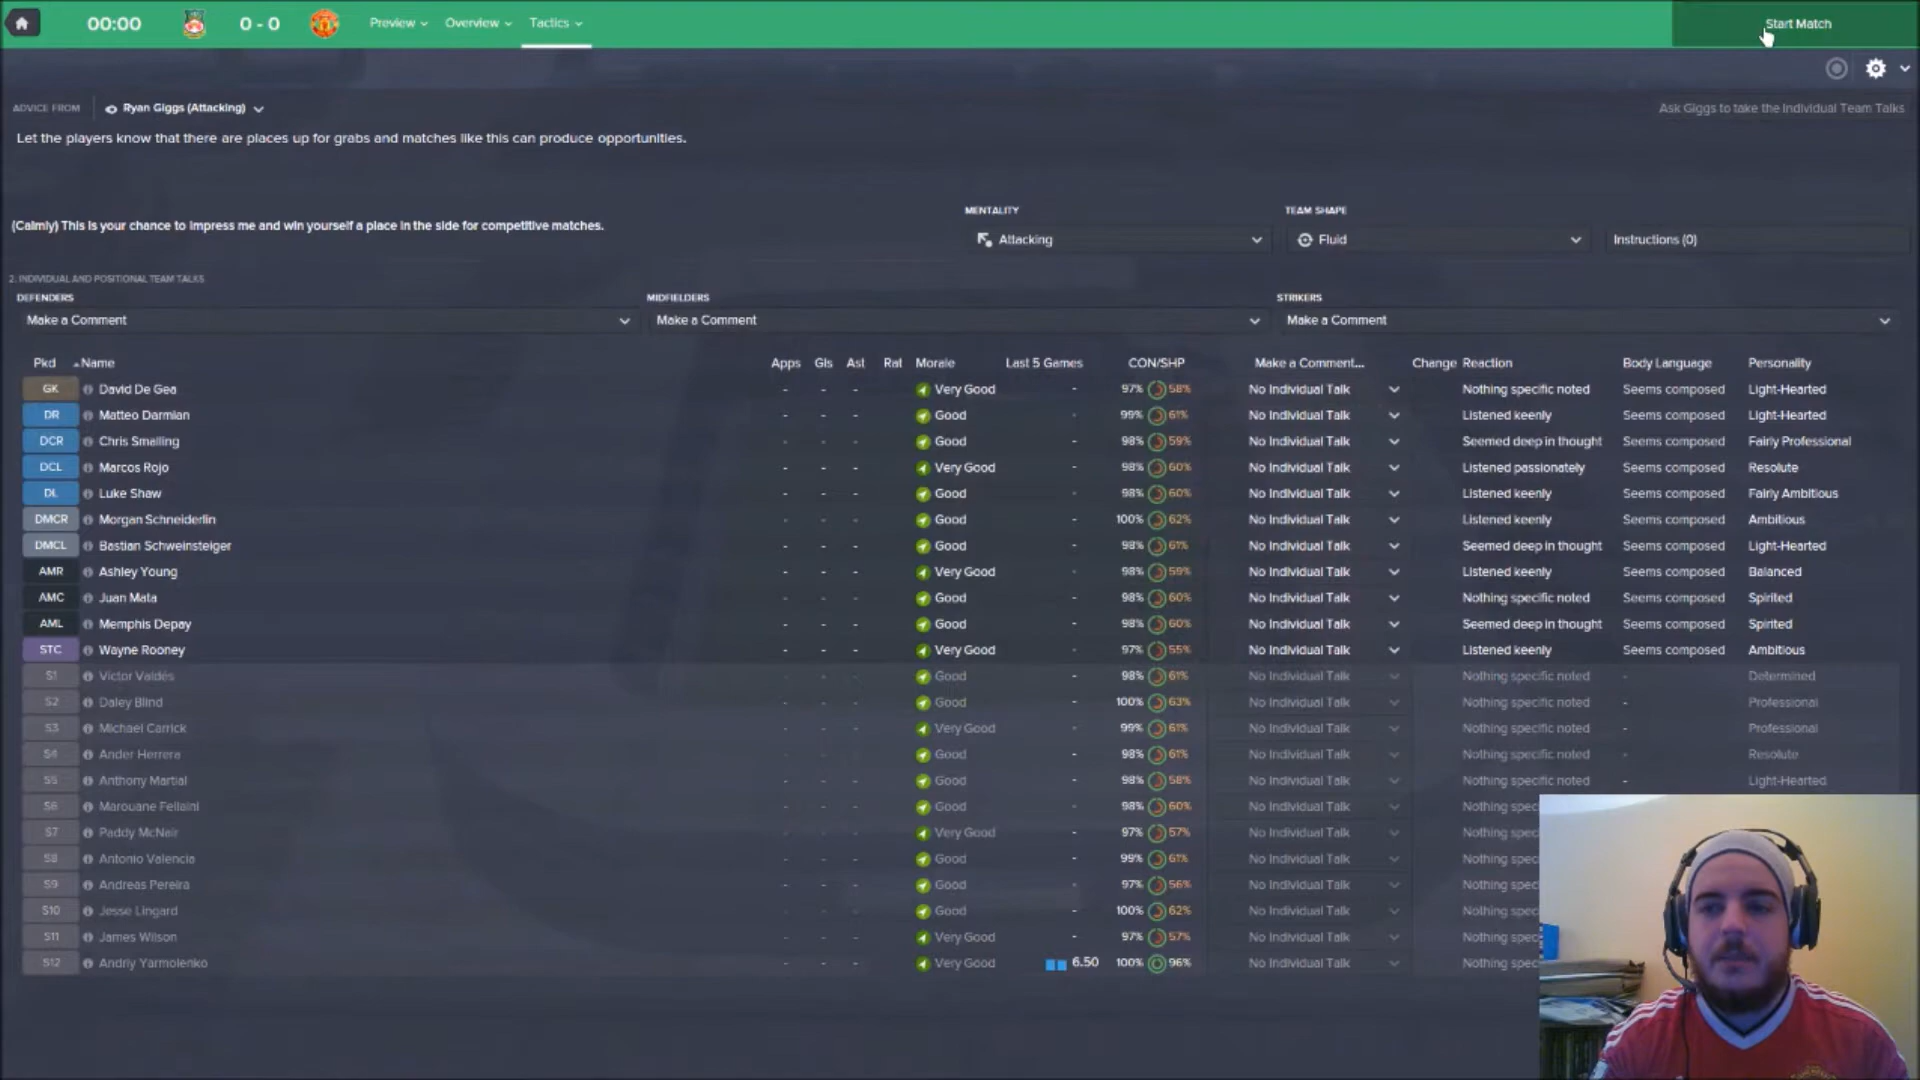 00:00 0 - 0 Preview Overview Tactics Start Match
ADVICE FROM Ryan Giggs (Attacking) Ask Giggs to take the Individual Team Talks
Let the players know that there are places up for grabs and matches like this can produce opportunities.
MENTALITY TEAM SHAPE
(Calmly) This is your chance to impress me and win yourself a place in the side for competitive matches. Attacking Fluid Instructions (0)
2. INDIVIDUAL AND POSITIONAL TEAM TALKS
DEFENDERS MIDFIELDERS STRIKERS
Make a Comment Make a Comment Make a Comment
Pkd Name Apps Gls Ast Rat Morale Last 5 Games CON/SHP Make a Comment... Change Reaction Body Language Personality
GK David De Gea - - - Very Good - 97% 58% No Individual Talk Nothing specific noted Seems composed Light-Hearted
DR Matteo Darmian - - - Good - 99% 61% No Individual Talk Listened keenly Seems composed Light-Hearted
DCR Chris Smalling - - - Good - 98% 59% No Individual Talk Seemed deep in thought Seems composed Fairly Professional
DCL Marcos Rojo - - - Very Good - 98% 60% No Individual Talk Listened passionately Seems composed Resolute
DL Luke Shaw - - - Good - 98% 60% No Individual Talk Listened keenly Seems composed Fairly Ambitious
DMCR Morgan Schneiderlin - - - Good - 100% 62% No Individual Talk Listened keenly Seems composed Ambitious
DMCL Bastian Schweinsteiger - - - Good - 98% 61% No Individual Talk Seemed deep in thought Seems composed Light-Hearted
AMR Ashley Young - - - Very Good - 98% 59% No Individual Talk Listened keenly Seems composed Balanced
AMC Juan Mata - - - Good - 98% 60% No Individual Talk Nothing specific noted Seems composed Spirited
AML Memphis Depay - - - Good - 98% 60% No Individual Talk Seemed deep in thought Seems composed Spirited
STC Wayne Rooney - - - Very Good - 97% 55% No Individual Talk Listened keenly Seems composed Ambitious
S1 Víctor Valdés - - - Good - 98% 61% No Individual Talk Nothing specific noted - Determined
S2 Daley Blind - - - Good - 100% 63% No Individual Talk Nothing specific noted - Professional
S3 Michael Carrick - - - Very Good - 99% 61% No Individual Talk Nothing specific noted - Professional
S4 Ander Herrera - - - Good - 98% 61% No Individual Talk Nothing specific noted - Resolute
S5 Anthony Martial - - - Good - 98% 58% No Individual Talk Nothing specific noted - Light-Hearted
S6 Marouane Fellaini - - - Good - 98% 60% No Individual Talk Nothing spec
S7 Paddy McNair - - - Very Good - 97% 57% No Individual Talk Nothing spec
S8 Antonio Valencia - - - Good - 99% 61% No Individual Talk Nothing spec
S9 Andreas Pereira - - - Good - 97% 56% No Individual Talk Nothing spec
S10 Jesse Lingard - - - Good - 100% 62% No Individual Talk Nothing spec
S11 James Wilson - - - Very Good - 97% 57% No Individual Talk Nothing spec
S12 Andriy Yarmolenko - - - Very Good 6.50 100% 96% No Individual Talk Nothing spec